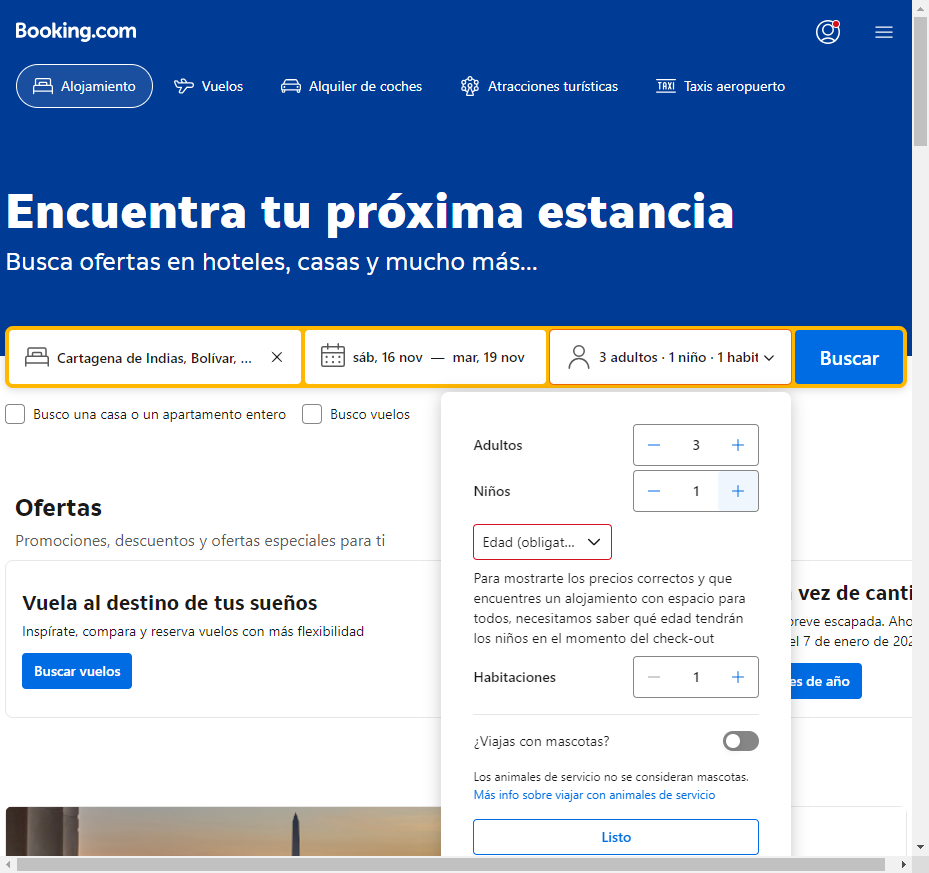 Booking.com
Alojamiento
Vuelos
Alquiler de coches
Atracciones turísticas
TAXI Taxis aeropuerto
Encuentra tu próxima estancia
Busca ofertas en hoteles, casas y mucho más...
Cartagena de Indias, Bolívar, ...
sáb, 16 nov — mar, 19 nov
3 adultos · 1 niño · 1 habit
Buscar
Busco una casa o un apartamento entero
Busco vuelos
Adultos
3
Niños
1
Edad (obligat...
Para mostrarte los precios correctos y que
encuentres un alojamiento con espacio para
todos, necesitamos saber qué edad tendrán
los niños en el momento del check-out
Habitaciones
1
¿Viajas con mascotas?
Los animales de servicio no se consideran mascotas.
Más info sobre viajar con animales de servicio
Listo
Ofertas
Promociones, descuentos y ofertas especiales para ti
Vuela al destino de tus sueños
Inspírate, compara y reserva vuelos con más flexibilidad
Buscar vuelos
vez de canti
breve escapada. Aho
el 7 de enero de 202
es de año